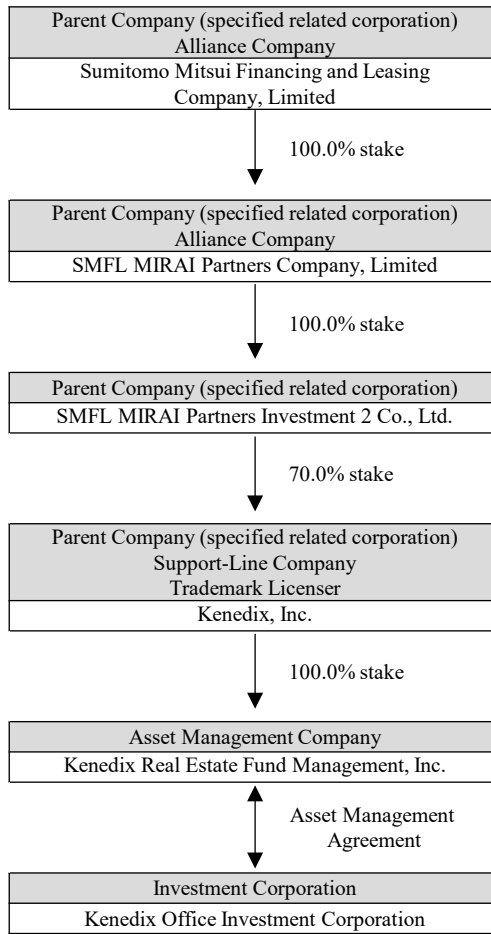 Parent Company (specified related corporation)
Alliance Company
Sumitomo Mitsui Financing and Leasing
Company, Limited
100.0% stake
Parent Company (specified related corporation)
Alliance Company
SMFL MIRAI Partners Company, Limited
100.0% stake
Parent Company (specified related corporation)
SMFL MIRAI Partners Investment 2 Co., Ltd.
70.0% stake
Parent Company (specified related corporation)
Support-Line Company
Trademark Licenser
Kenedix, Inc.
100.0% stake
Asset Management Company
Kenedix Real Estate Fund Management, Inc.
Asset Management
Agreement
Investment Corporation
Kenedix Office Investment Corporation